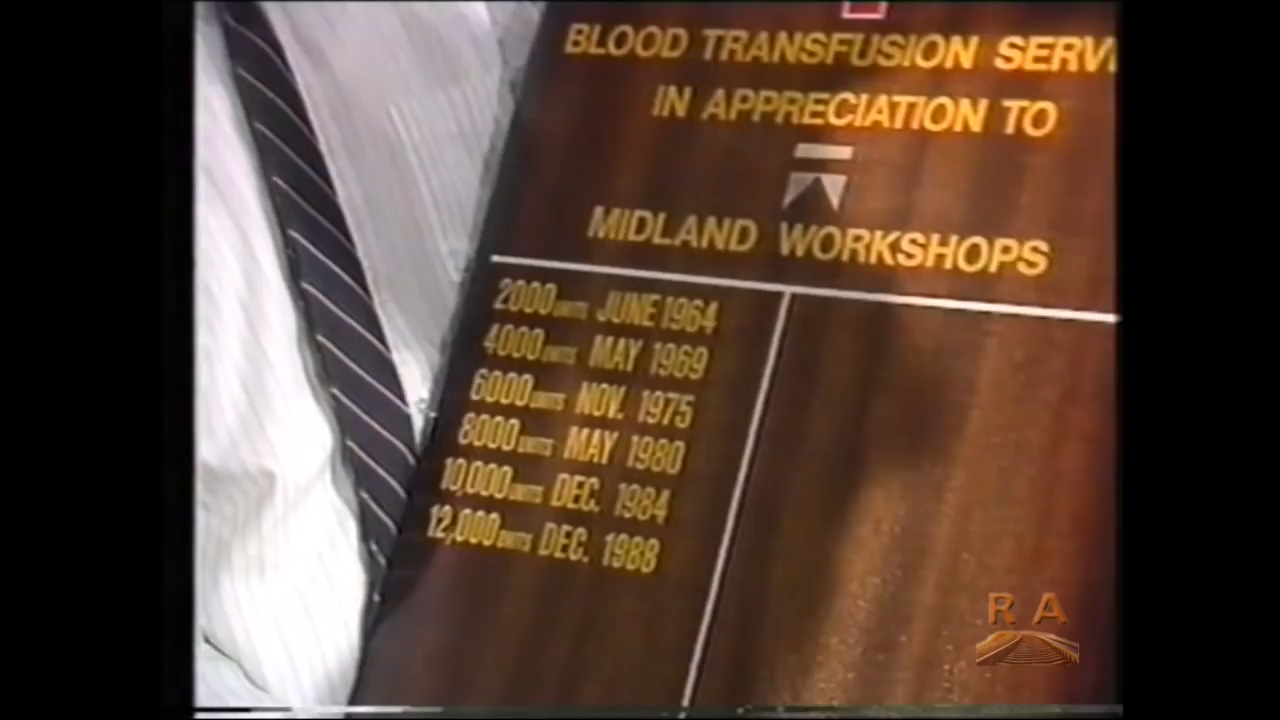 BLOOD TRANSFUSION SERVI
IN APPRECIATION TO
MIDLAND WORKSHOPS
2000 UNITS JUNE 1964
4000 UNITS MAY 1969
6000 UNITS NOV. 1975
8000 UNITS MAY 1980
10,000 UNITS DEC. 1984
12,000 UNITS DEC. 1988
R A